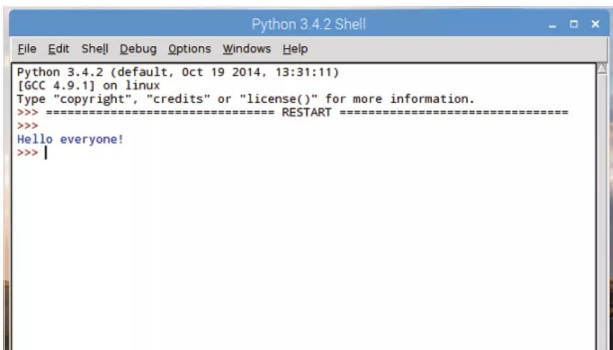 Python 3.4.2 Shell
File Edit Shell Debug Options Windows Help
Python 3.4.2 (default, Oct 19 2014, 13:31:11)
[GCC 4.9.1] on linux
Type "copyright", "credits" or "license()" for more information.
>>> ================================ RESTART ================================
>>>
Hello everyone!
>>>